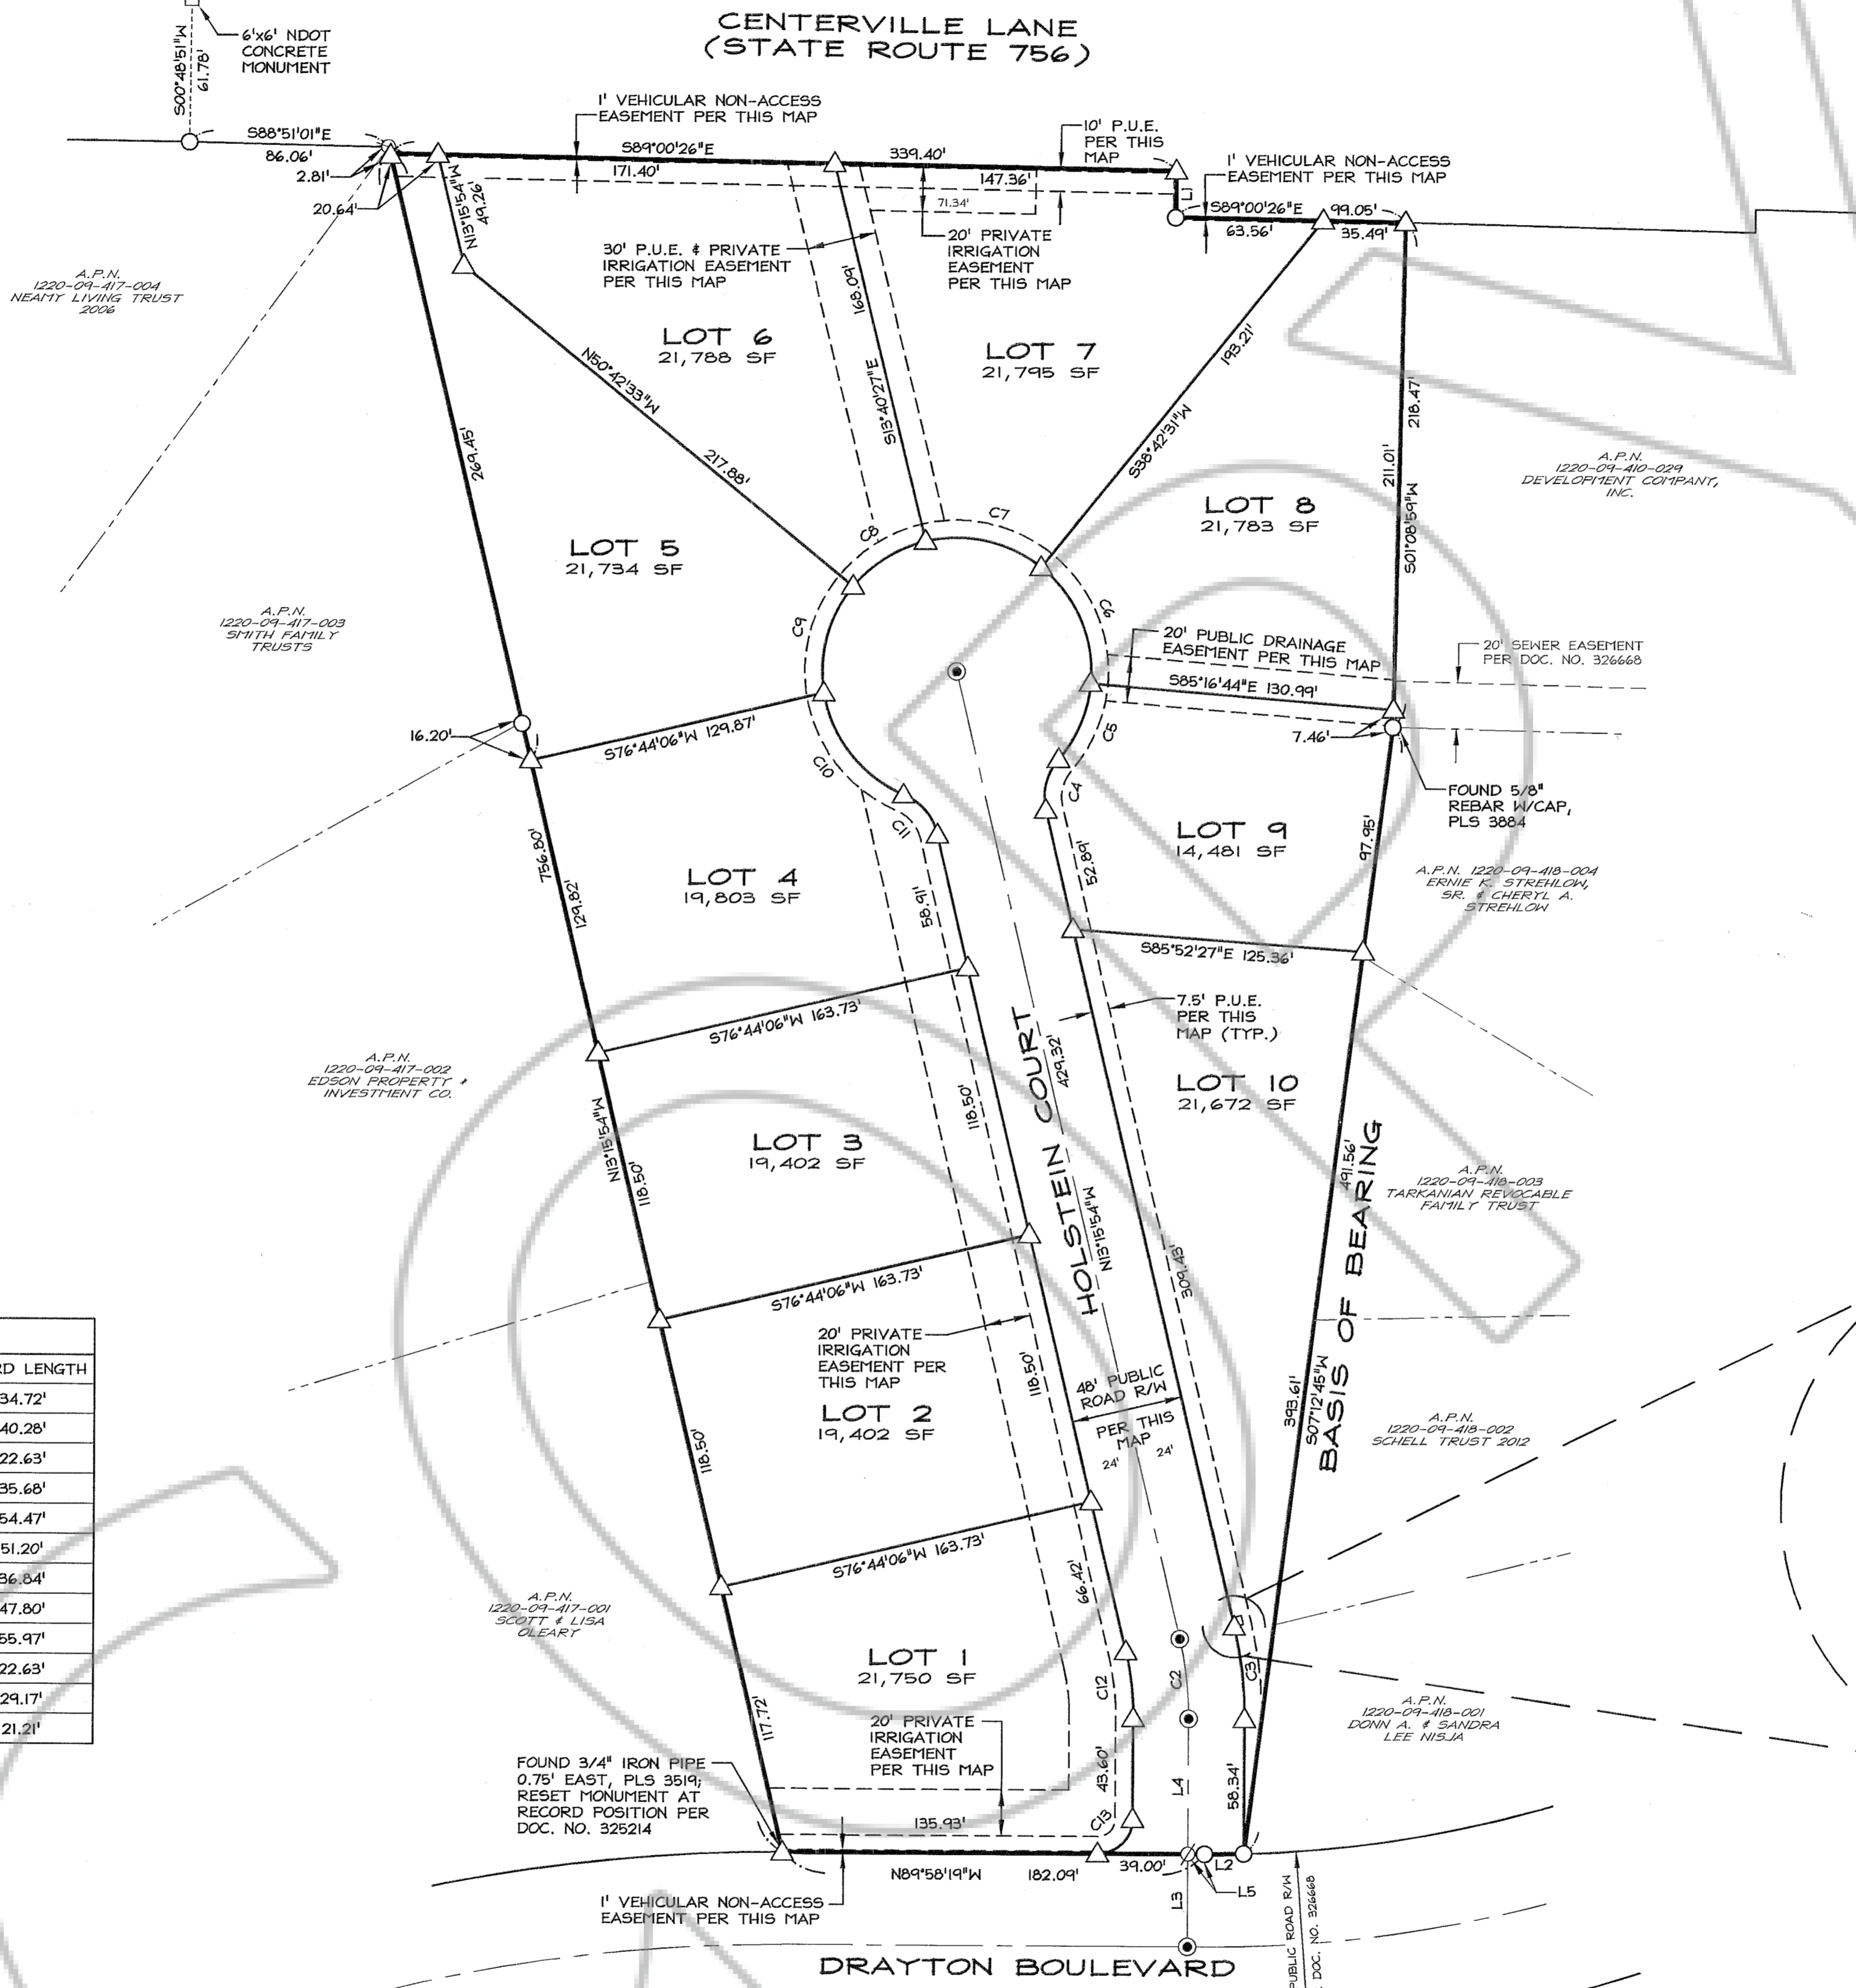 CENTERVILLE LANE
(STATE ROUTE 756)
6'x6' NDOT
CONCRETE
MONUMENT
S00°48'51"W
61.78'
1' VEHICULAR NON-ACCESS
EASEMENT PER THIS MAP
10' P.U.E.
PER THIS
MAP
1' VEHICULAR NON-ACCESS
EASEMENT PER THIS MAP
S88°51'01"E
86.06'
2.81'
20.64'
S89°00'26"E
339.40'
171.40'
147.36'
71.34'
L1
S89°00'26"E
99.05'
63.56'
35.49'
N13°15'54"W
49.26'
30' P.U.E. & PRIVATE
IRRIGATION EASEMENT
PER THIS MAP
20' PRIVATE
IRRIGATION
EASEMENT
PER THIS MAP
168.09'
S13°40'27"E
A.P.N.
1220-09-417-004
NEAMY LIVING TRUST
2006
LOT 6
21,788 SF
LOT 7
21,795 SF
193.21'
S38°42'31"W
N50°42'33"W
217.88'
269.45'
218.47'
211.01'
S01°08'59"W
A.P.N.
1220-09-410-029
DEVELOPMENT COMPANY,
INC.
LOT 8
21,783 SF
LOT 5
21,734 SF
C7
C8
C9
C6
A.P.N.
1220-09-417-003
SMITH FAMILY
TRUSTS
20' PUBLIC DRAINAGE
EASEMENT PER THIS MAP
20' SEWER EASEMENT
PER DOC. NO. 326668
S85°16'44"E 130.99'
16.20'
S76°44'06"W 129.87'
C5
7.46'
C10
C4
C11
FOUND 5/8"
REBAR W/CAP,
PLS 3884
LOT 9
14,481 SF
97.95'
52.89'
A.P.N. 1220-09-418-004
ERNIE K. STREHLOW,
SR. & CHERYL A.
STREHLOW
756.80'
129.82'
LOT 4
19,803 SF
58.91'
S85°52'27"E 125.36'
S76°44'06"W 163.73'
7.5' P.U.E.
PER THIS
MAP (TYP.)
A.P.N.
1220-09-417-002
EDSON PROPERTY &
INVESTMENT CO.
HOLSTEIN COURT
429.32'
N13°15'54"W
LOT 10
21,672 SF
118.50'
N13°15'54"W
118.50'
LOT 3
19,402 SF
491.56'
BASIS OF BEARING
S07°12'45"W
393.61'
A.P.N.
1220-09-418-003
TARKANIAN REVOCABLE
FAMILY TRUST
309.43'
S76°44'06"W 163.73'
20' PRIVATE
IRRIGATION
EASEMENT PER
THIS MAP
118.50'
48' PUBLIC
ROAD R/W
PER THIS
MAP
24'
24'
LOT 2
19,402 SF
118.50'
A.P.N.
1220-09-418-002
SCHELL TRUST 2012
S76°44'06"W 163.73'
66.42'
A.P.N.
1220-09-417-001
SCOTT & LISA
OLEARY
LOT 1
21,750 SF
C12
C2
C3
117.72'
20' PRIVATE
IRRIGATION
EASEMENT
PER THIS MAP
A.P.N.
1220-09-418-001
DONN A. & SANDRA
LEE NISJA
FOUND 3/4" IRON PIPE
0.75' EAST, PLS 3519;
RESET MONUMENT AT
RECORD POSITION PER
DOC. NO. 325214
43.60'
L4
58.34'
135.93'
C13
N89°58'19"W
182.09'
39.00'
L2
L5
L3
1' VEHICULAR NON-ACCESS
EASEMENT PER THIS MAP
PUBLIC ROAD R/W
DOC. NO. 326668
DRAYTON BOULEVARD
RD LENGTH
34.72'
40.28'
22.63'
35.68'
54.47'
51.20'
86.84'
47.80'
55.97'
22.63'
29.17'
21.21'